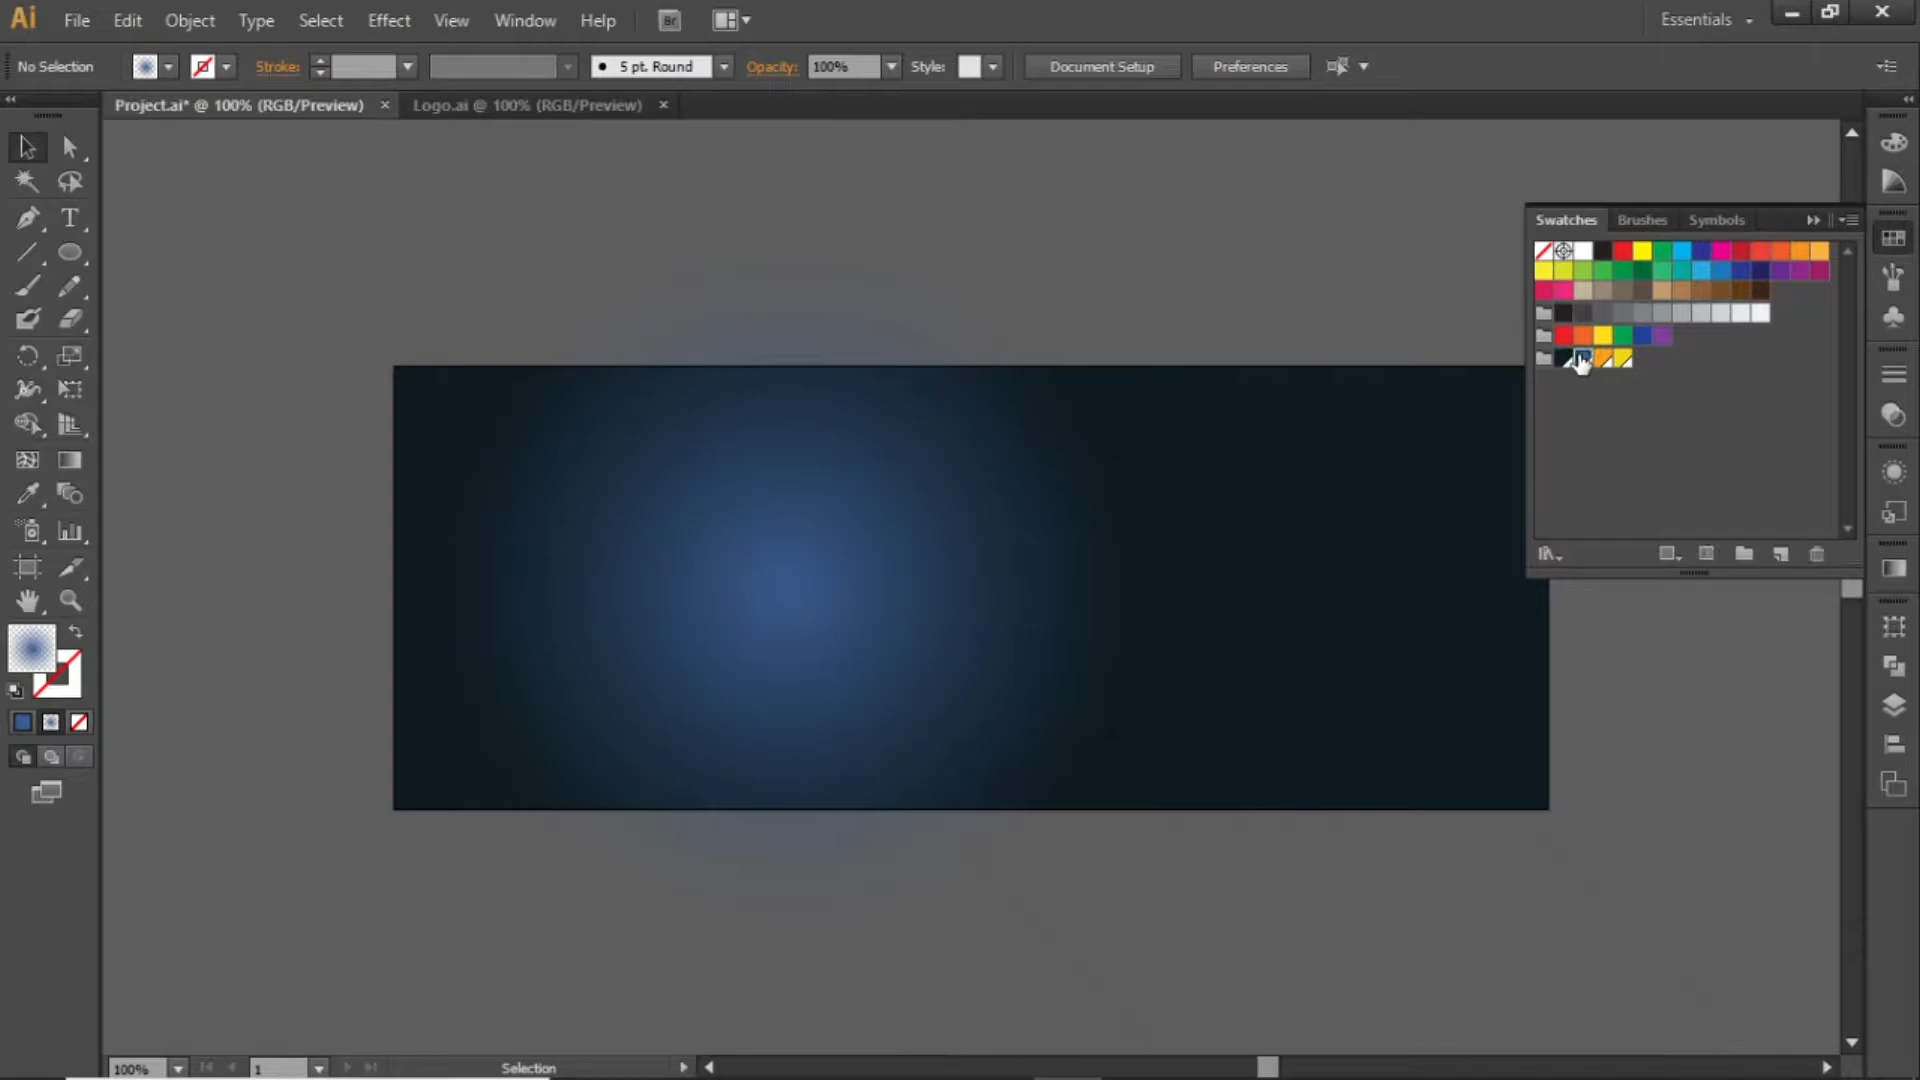 Ai File Edit Object Type Select Effect View Window Help Br Essentials
No Selection Stroke: 5 pt. Round Opacity: 100% Style: Document Setup Preferences
Project.ai* @ 100% (RGB/Preview) × Logo.ai @ 100% (RGB/Preview) ×
Swatches Brushes Symbols
T
100% 1 Selection